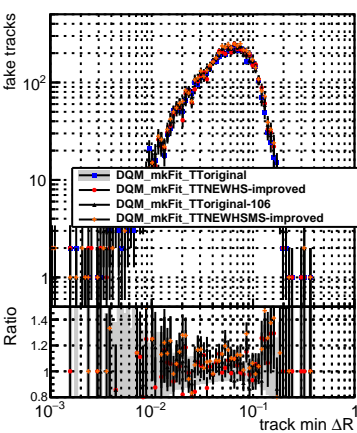 fake tracks
10²
10
1
DQM_mkFit_TToriginal
DQM_mkFit_TTNEWHS-improved
DQM_mkFit_TToriginal-106
DQM_mkFit_TTNEWHSMS-improved
Ratio
1.4
1.2
1
0.8
10⁻³ 10⁻² 10⁻¹ 1
track min ΔR